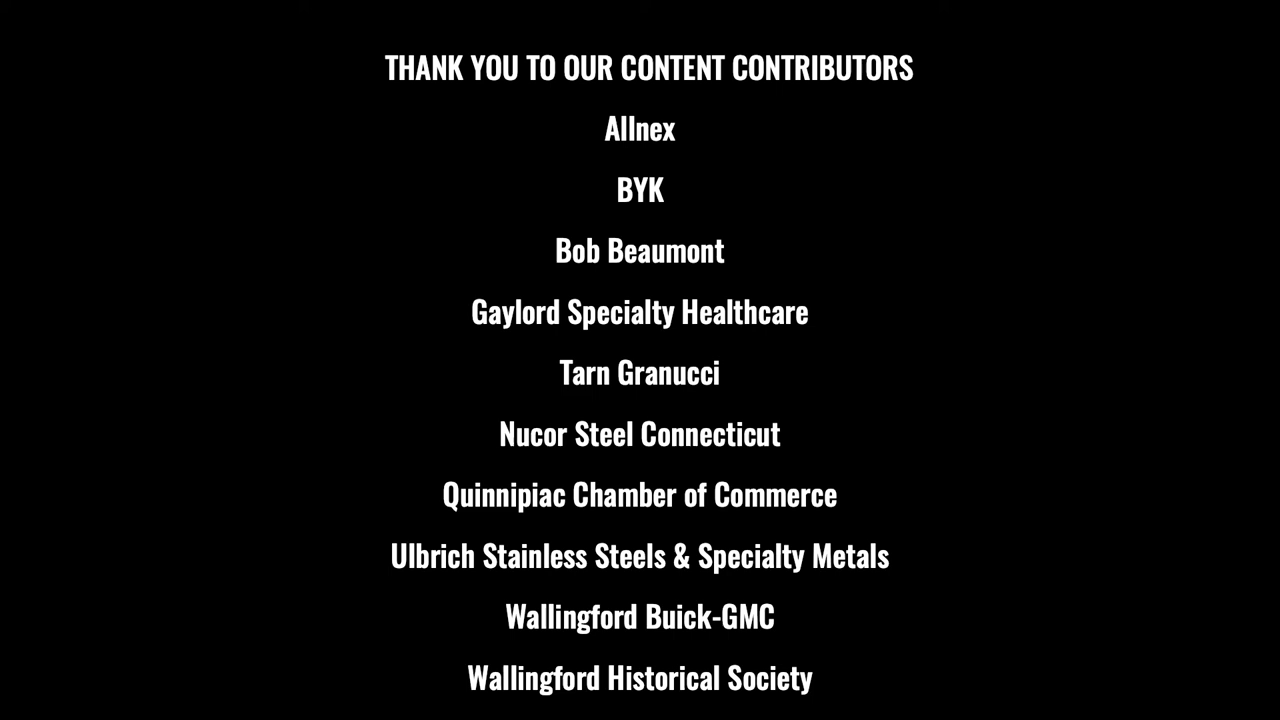 THANK YOU TO OUR CONTENT CONTRIBUTORS
Allnex
BYK
Bob Beaumont
Gaylord Specialty Healthcare
Tarn Granucci
Nucor Steel Connecticut
Quinnipiac Chamber of Commerce
Ulbrich Stainless Steels & Specialty Metals
Wallingford Buick-GMC
Wallingford Historical Society